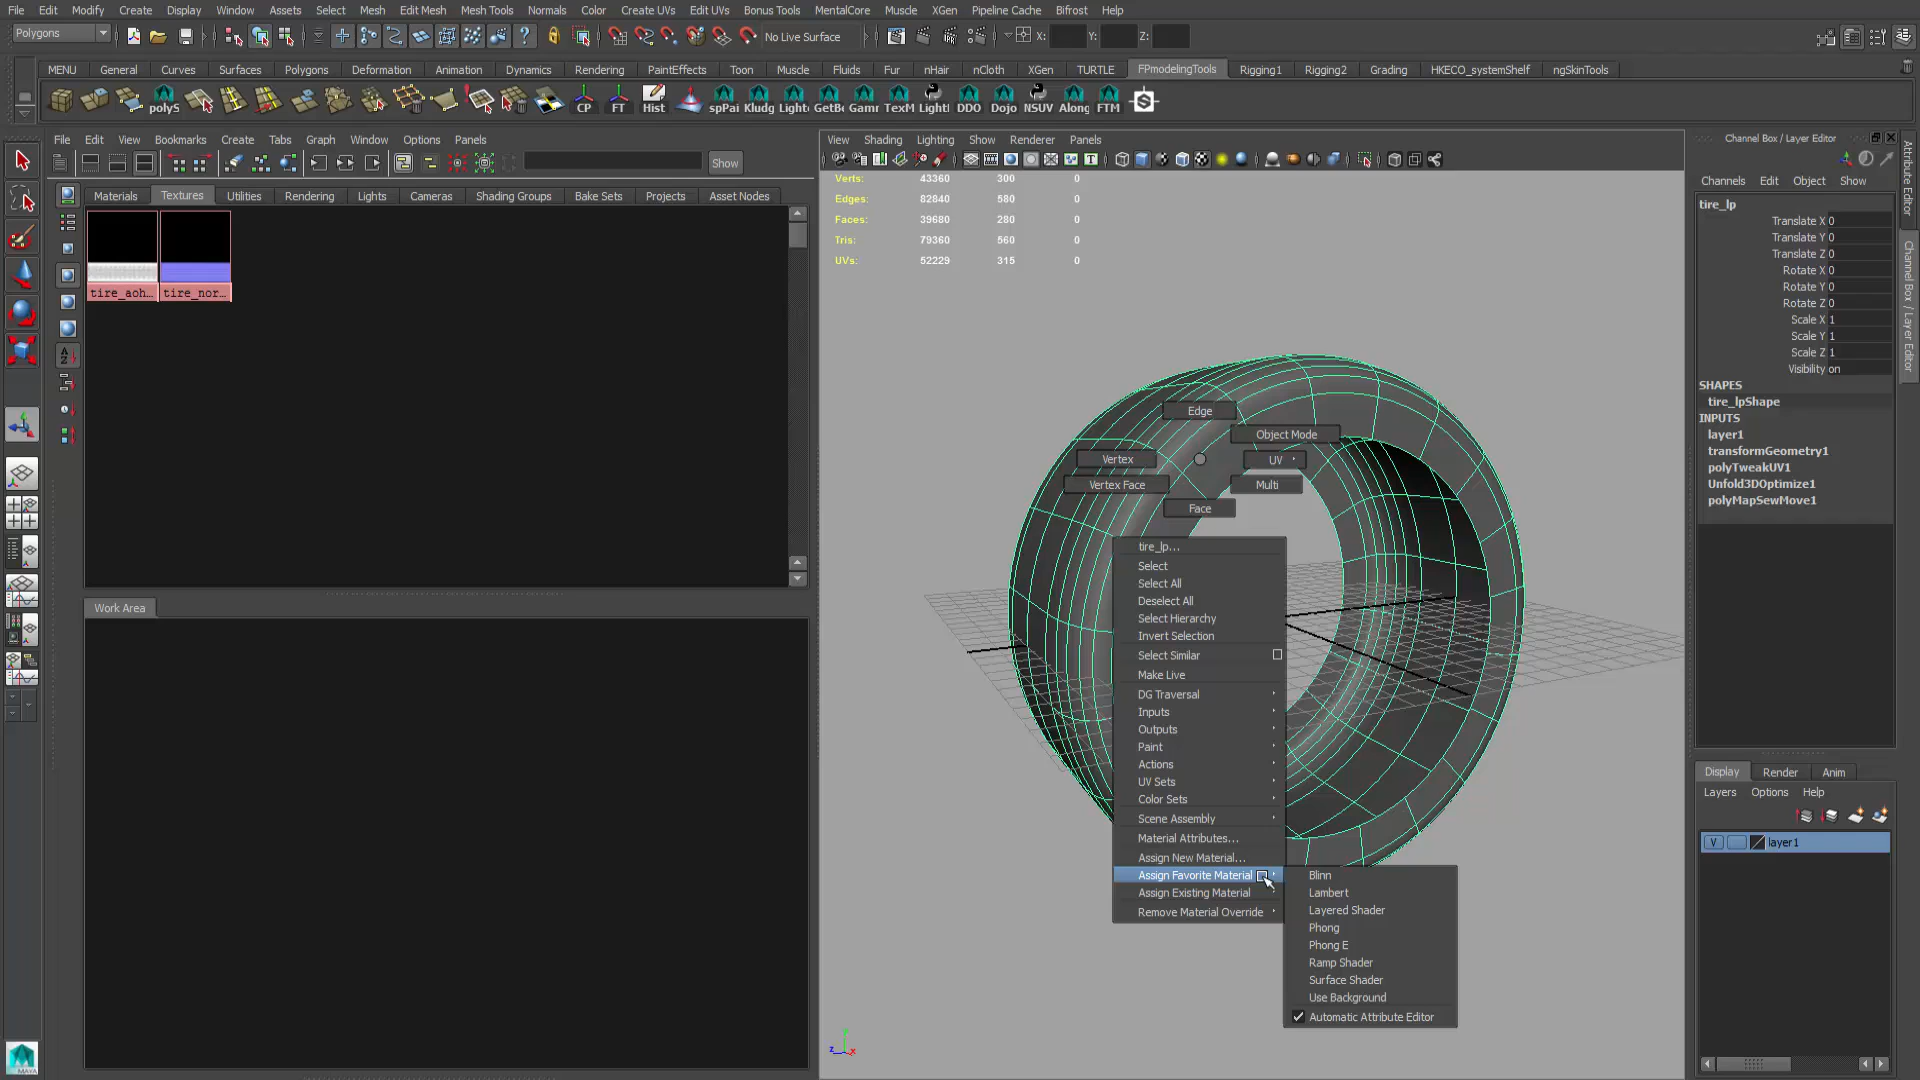 File Edit Modify Create Display Window Assets Select Mesh Edit Mesh Mesh Tools Normals Color Create UVs Edit UVs Bonus Tools MentalCore Muscle XGen Pipeline Cache Bifrost Help
Polygons
No Live Surface
X: Y: Z:
MENU General Curves Surfaces Polygons Deformation Animation Dynamics Rendering PaintEffects Toon Muscle Fluids Fur nHair nCloth XGen TURTLE FPmodelingTools Rigging1 Rigging2 Grading HKECO_systemShelf ngSkinTools
polyS CP FT Hist spPai Kludg Light GetBe Gamr TexM Lightl DDO Dojo NSUV Along FTM
File Edit View Bookmarks Create Tabs Graph Window Options Panels
Show
Materials Textures Utilities Rendering Lights Cameras Shading Groups Bake Sets Projects Asset Nodes
tire_aoh... tire_nor...
Work Area
View Shading Lighting Show Renderer Panels
Verts: 43360 300 0
Edges: 82840 580 0
Faces: 39680 280 0
Tris: 79360 560 0
UVs: 52229 315 0
Edge
Object Mode
Vertex
UV
Vertex Face
Multi
Face
tire_lp...
Select
Select All
Deselect All
Select Hierarchy
Invert Selection
Select Similar
Make Live
DG Traversal
Inputs
Outputs
Paint
Actions
UV Sets
Color Sets
Scene Assembly
Material Attributes...
Assign New Material...
Assign Favorite Material
Assign Existing Material
Remove Material Override
Blinn
Lambert
Layered Shader
Phong
Phong E
Ramp Shader
Surface Shader
Use Background
Automatic Attribute Editor
z x
Channel Box / Layer Editor
Channels Edit Object Show
tire_lp
Translate X 0
Translate Y 0
Translate Z 0
Rotate X 0
Rotate Y 0
Rotate Z 0
Scale X 1
Scale Y 1
Scale Z 1
Visibility on
SHAPES
tire_lpShape
INPUTS
layer1
transformGeometry1
polyTweakUV1
Unfold3DOptimize1
polyMapSewMove1
Display Render Anim
Layers Options Help
V layer1
Attribute Editor
Channel Box / Layer Editor
MAYA